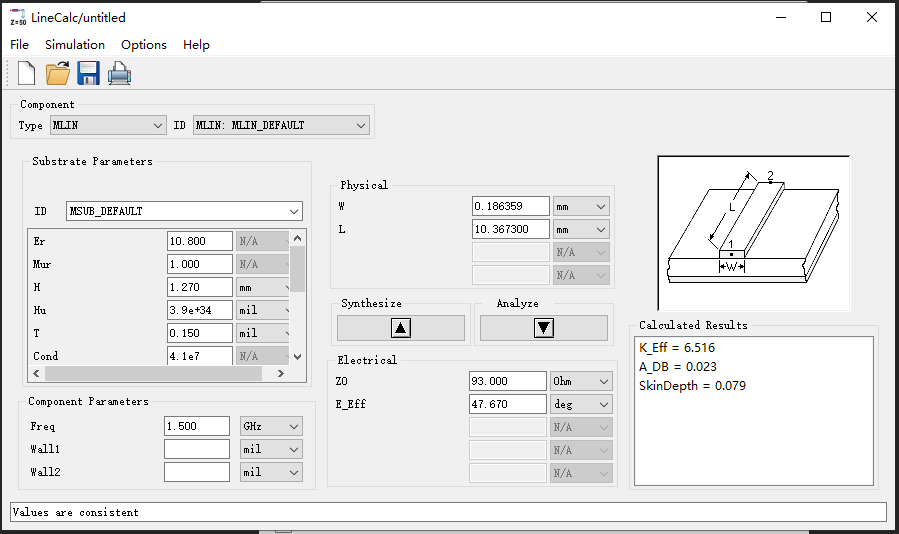 Z=50 LineCalc/untitled
File Simulation Options Help
Component
Type MLIN ID MLIN: MLIN_DEFAULT
Substrate Parameters
ID MSUB_DEFAULT
Er 10.800 N/A
Mur 1.000 N/A
H 1.270 mm
Hu 3.9e+34 mil
T 0.150 mil
Cond 4.1e7 N/A
Component Parameters
Freq 1.500 GHz
Wall1 mil
Wall2 mil
Physical
W 0.186359 mm
L 10.367300 mm
N/A
N/A
Synthesize Analyze
Electrical
Z0 93.000 Ohm
E_Eff 47.670 deg
N/A
N/A
N/A
2
L
1
W
Calculated Results
K_Eff = 6.516
A_DB = 0.023
SkinDepth = 0.079
Values are consistent